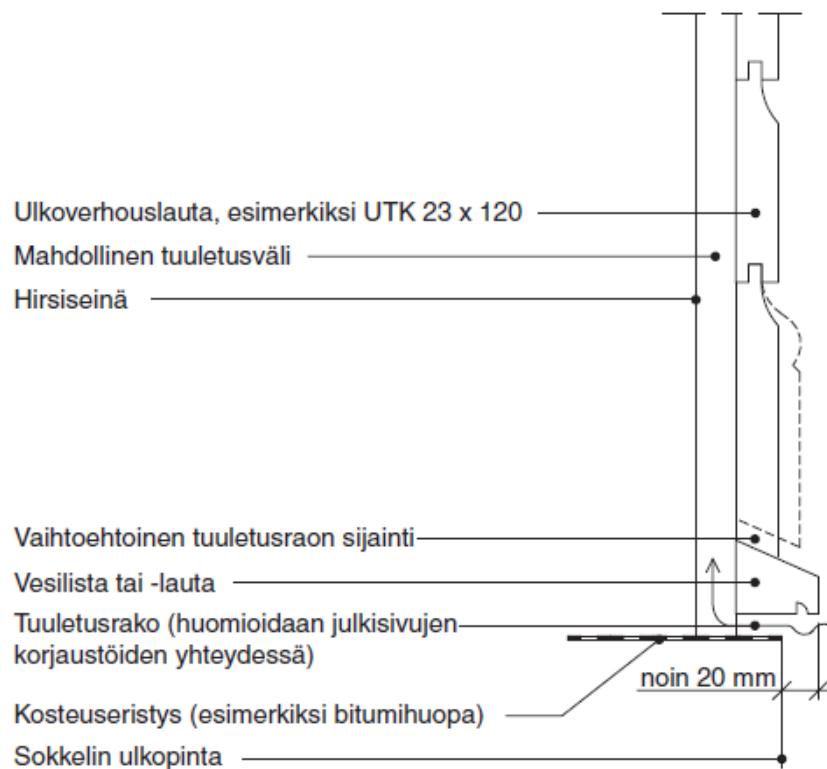 Ulkoverhouslauta, esimerkiksi UTK 23 x 120
Mahdollinen tuuletusväli
Hirsiseinä
Vaihtoehtoinen tuuletusraon sijainti
Vesilista tai -lauta
Tuuletusrako (huomioidaan julkisivujen
korjaustöiden yhteydessä)
noin 20 mm
Kosteuseristys (esimerkiksi bitumihuopa)
Sokkelin ulkopinta